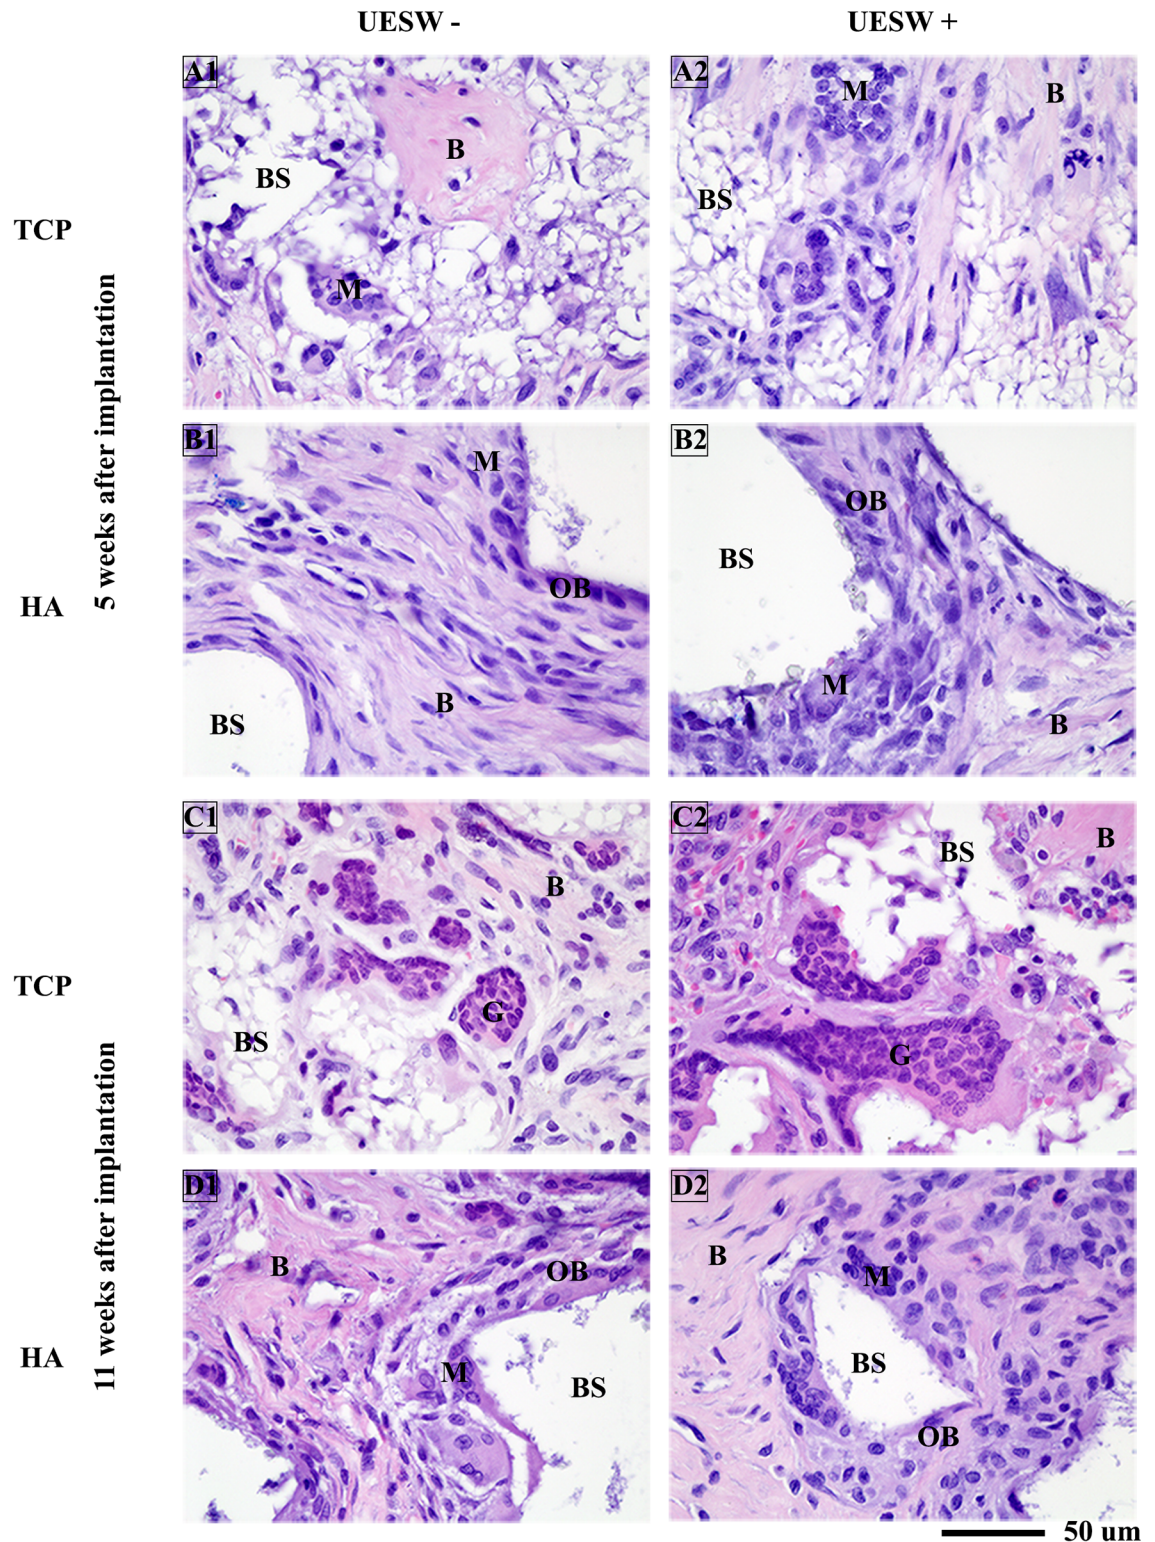 UESW - UESW +
A1 B BS M
A2 M B BS
TCP
5 weeks after implantation
B1 M OB B BS
B2 OB BS M B
HA
C1 B G BS
C2 BS B G
TCP
11 weeks after implantation
D1 B OB M BS
D2 B M BS OB
HA
50 um